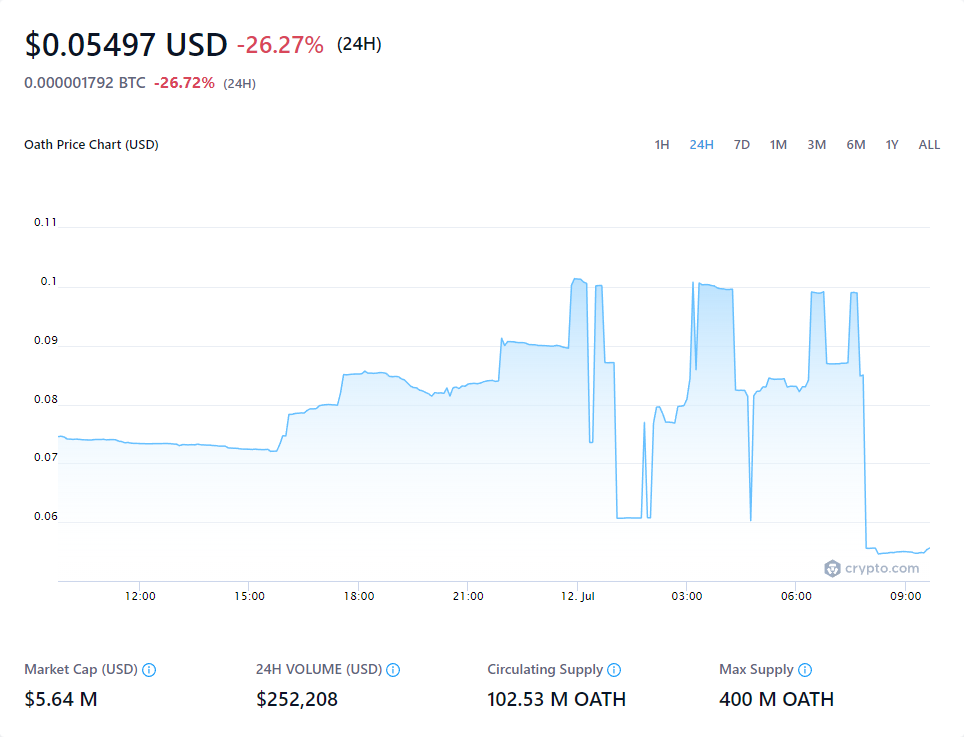 $0.05497 USD -26.27% (24H)
0.000001792 BTC -26.72% (24H)
Oath Price Chart (USD)
1H 24H 7D 1M 3M 6M 1Y ALL
0.11
0.1
0.09
0.08
0.07
0.06
crypto.com
12:00 15:00 18:00 21:00 12. Jul 03:00 06:00 09:00
Market Cap (USD) 24H VOLUME (USD) Circulating Supply Max Supply
$5.64 M $252,208 102.53 M OATH 400 M OATH